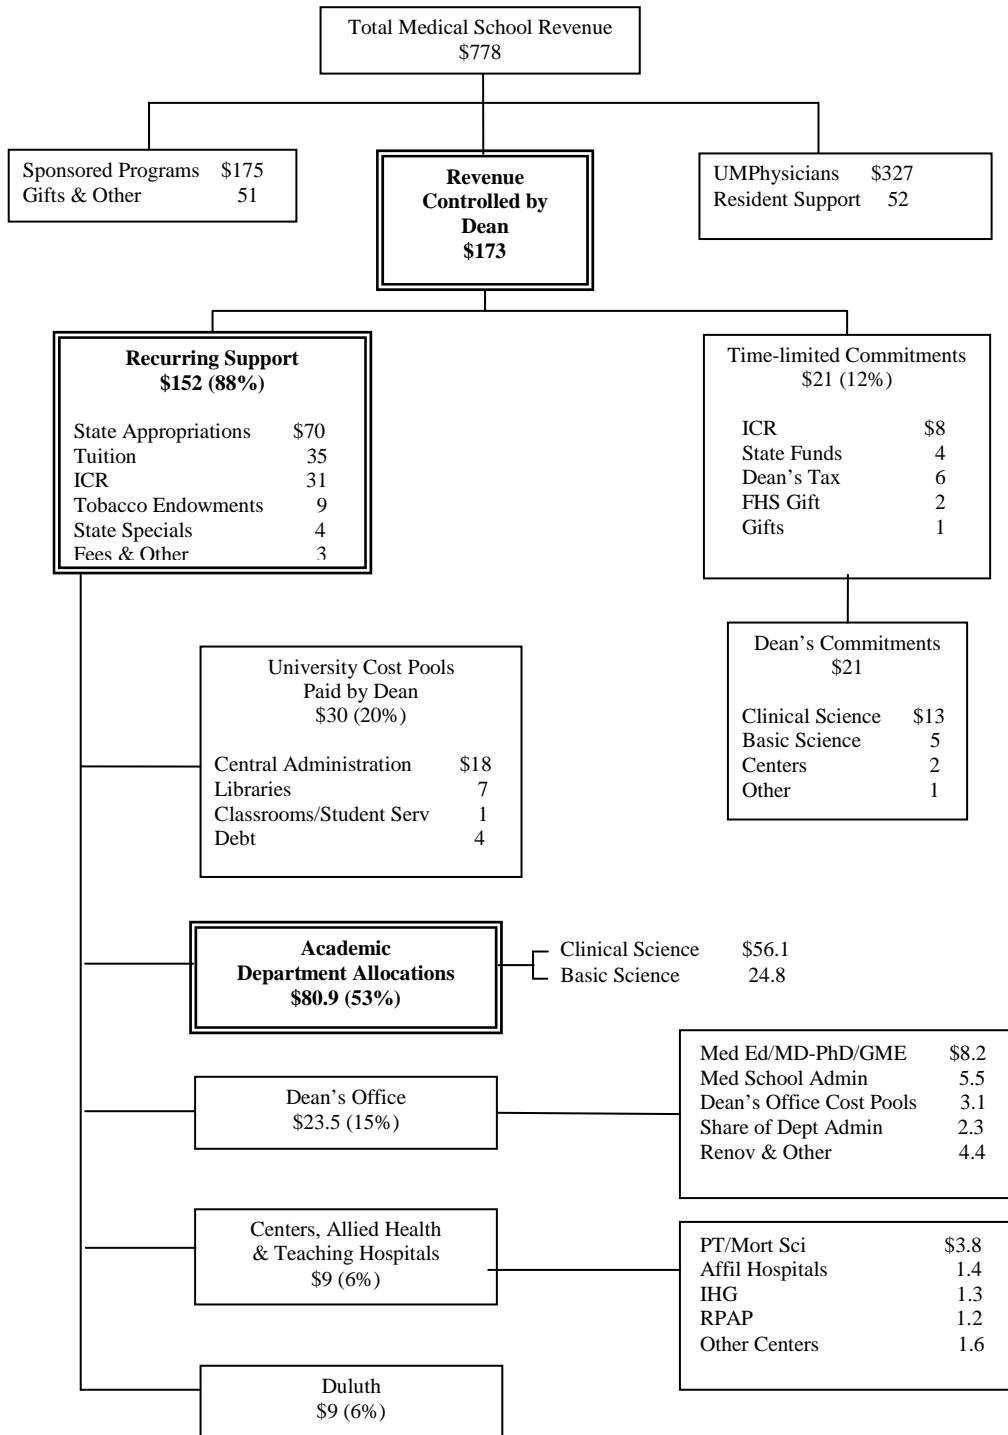 Total Medical School Revenue
$778
Sponsored Programs $175
Gifts & Other 51
Revenue
Controlled by
Dean
$173
UMPhysicians $327
Resident Support 52
Recurring Support
$152 (88%)
State Appropriations $70
Tuition 35
ICR 31
Tobacco Endowments 9
State Specials 4
Fees & Other 3
Time-limited Commitments
$21 (12%)
ICR $8
State Funds 4
Dean's Tax 6
FHS Gift 2
Gifts 1
Dean's Commitments
$21
Clinical Science $13
Basic Science 5
Centers 2
Other 1
University Cost Pools
Paid by Dean
$30 (20%)
Central Administration $18
Libraries 7
Classrooms/Student Serv 1
Debt 4
Academic
Department Allocations
$80.9 (53%)
Clinical Science $56.1
Basic Science 24.8
Dean's Office
$23.5 (15%)
Med Ed/MD-PhD/GME $8.2
Med School Admin 5.5
Dean's Office Cost Pools 3.1
Share of Dept Admin 2.3
Renov & Other 4.4
Centers, Allied Health
& Teaching Hospitals
$9 (6%)
PT/Mort Sci $3.8
Affil Hospitals 1.4
IHG 1.3
RPAP 1.2
Other Centers 1.6
Duluth
$9 (6%)